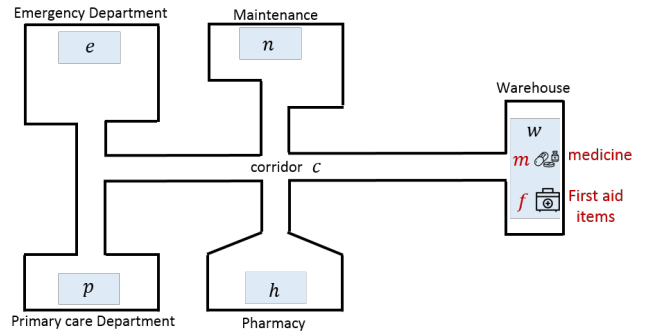 Emergency Department
Maintenance
e
n
Warehouse
w
m
medicine
corridor c
f
First aid
items
p
h
Primary care Department
Pharmacy